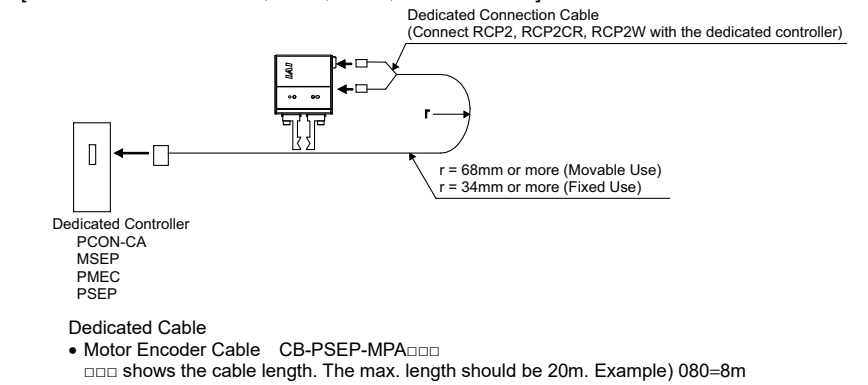 Dedicated Connection Cable
(Connect RCP2, RCP2CR, RCP2W with the dedicated controller)
IAI
r
r = 68mm or more (Movable Use)
r = 34mm or more (Fixed Use)
Dedicated Controller
PCON-CA
MSEP
PMEC
PSEP
Dedicated Cable
• Motor Encoder Cable CB-PSEP-MPA□□□
□□□ shows the cable length. The max. length should be 20m. Example) 080=8m